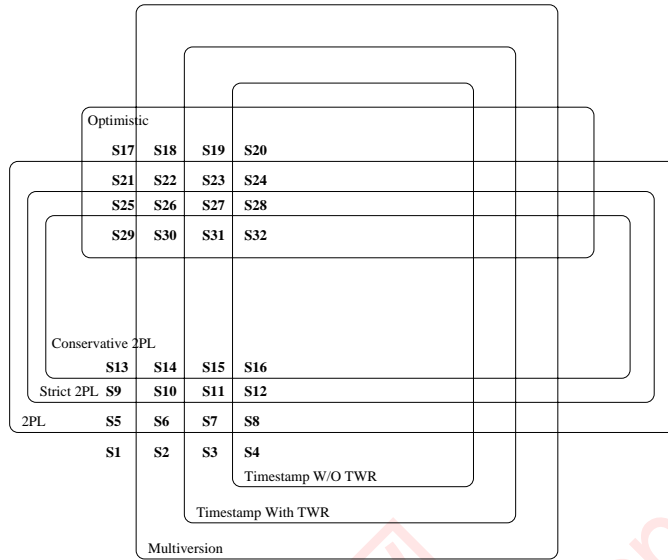 Optimistic
S17 S18 S19 S20
S21 S22 S23 S24
S25 S26 S27 S28
S29 S30 S31 S32
Conservative 2PL
S13 S14 S15 S16
Strict 2PL S9 S10 S11 S12
2PL S5 S6 S7 S8
S1 S2 S3 S4
Timestamp W/O TWR
Timestamp With TWR
Multiversion